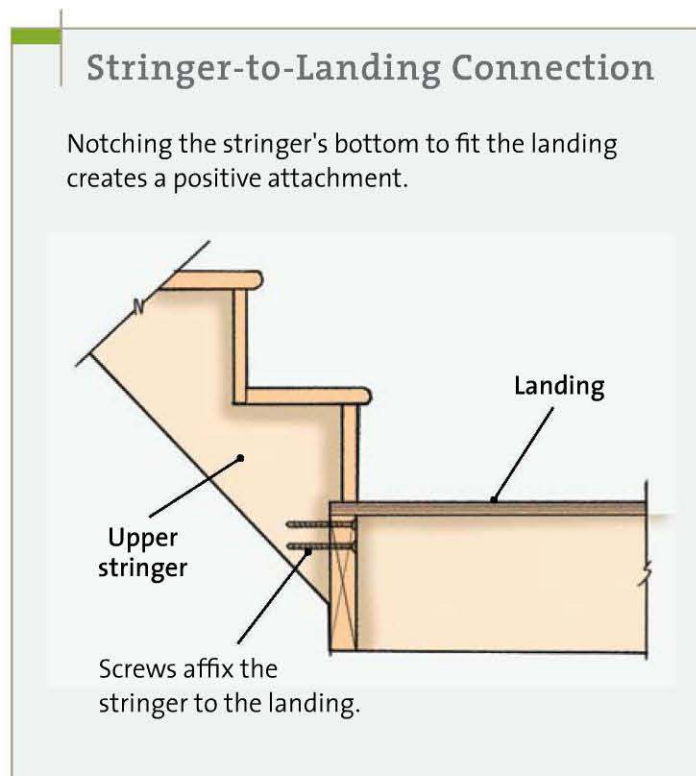 Stringer-to-Landing Connection
Notching the stringer's bottom to fit the landing
creates a positive attachment.
Landing
Upper
stringer
Screws affix the
stringer to the landing.